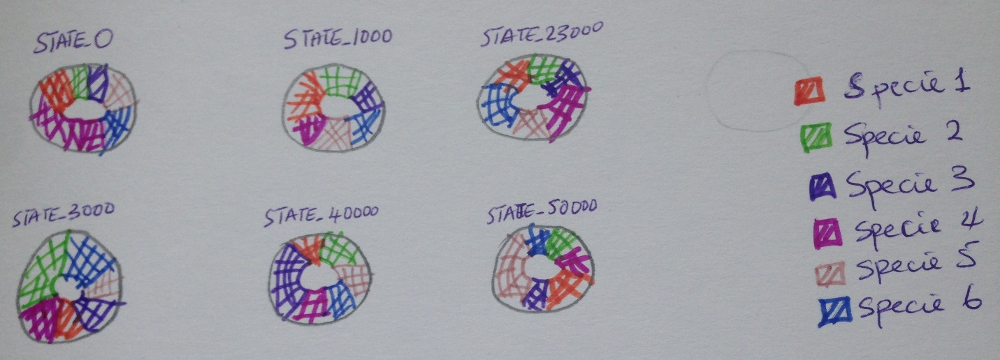 STATE_0
STATE_1000
STATE_23000
STATE_3000
STATE_40000
STATE_50000
Specie 1
Specie 2
Specie 3
Specie 4
Specie 5
Specie 6